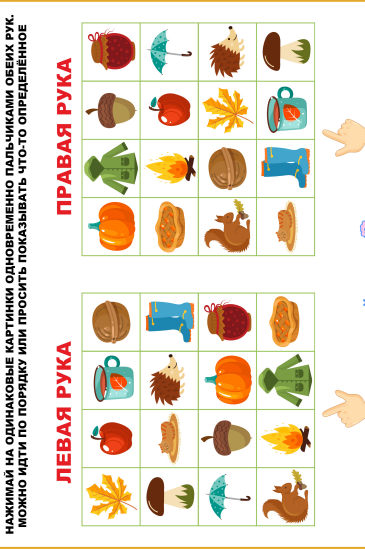 НАЖИМАЙ НА ОДИНАКОВЫЕ КАРТИНКИ ОДНОВРЕМЕННО ПАЛЬЧИКАМИ ОБЕИХ РУК.
МОЖНО ИДТИ ПО ПОРЯДКУ ИЛИ ПРОСИТЬ ПОКАЗЫВАТЬ ЧТО-ТО ОПРЕДЕЛЁННОЕ
ЛЕВАЯ РУКА
ПРАВАЯ РУКА